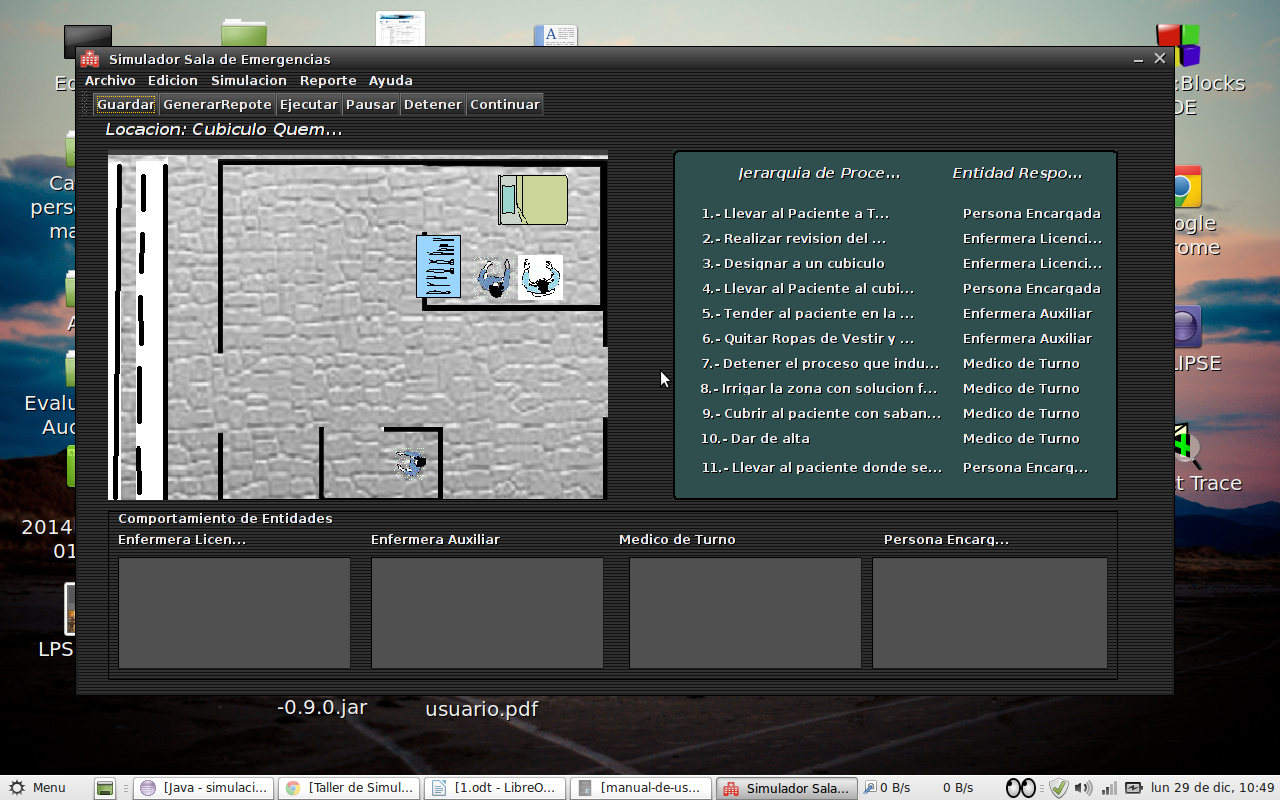 Simulador Sala de Emergencias
Archivo Edicion Simulacion Reporte Ayuda
Guardar GenerarRepote Ejecutar Pausar Detener Continuar
Locacion: Cubiculo Quem...
Jerarquia de Proce... Entidad Respo...
1.- Llevar al Paciente a T... Persona Encargada
2.- Realizar revision del ... Enfermera Licenci...
3.- Designar a un cubiculo Enfermera Licenci...
4.- Llevar al Paciente al cubi... Persona Encargada
5.- Tender al paciente en la ... Enfermera Auxiliar
6.- Quitar Ropas de Vestir y ... Enfermera Auxiliar
7.- Detener el proceso que indu... Medico de Turno
8.- Irrigar la zona con solucion f... Medico de Turno
9.- Cubrir al paciente con saban... Medico de Turno
10.- Dar de alta Medico de Turno
11.- Llevar al paciente donde se... Persona Encarg...
Comportamiento de Entidades
Enfermera Licen... Enfermera Auxiliar Medico de Turno Persona Encarg...
Ec
Ca
pers
ma
A
Evalu
Auc
2014
01
LPS
:Blocks
DE
ogle
rome
LIPSE
t Trace
-0.9.0.jar usuario.pdf
Menu [Java - simulaci... [Taller de Simul... [1.odt - LibreO... [manual-de-us... Simulador Sala... 0 B/s 0 B/s lun 29 de dic, 10:49